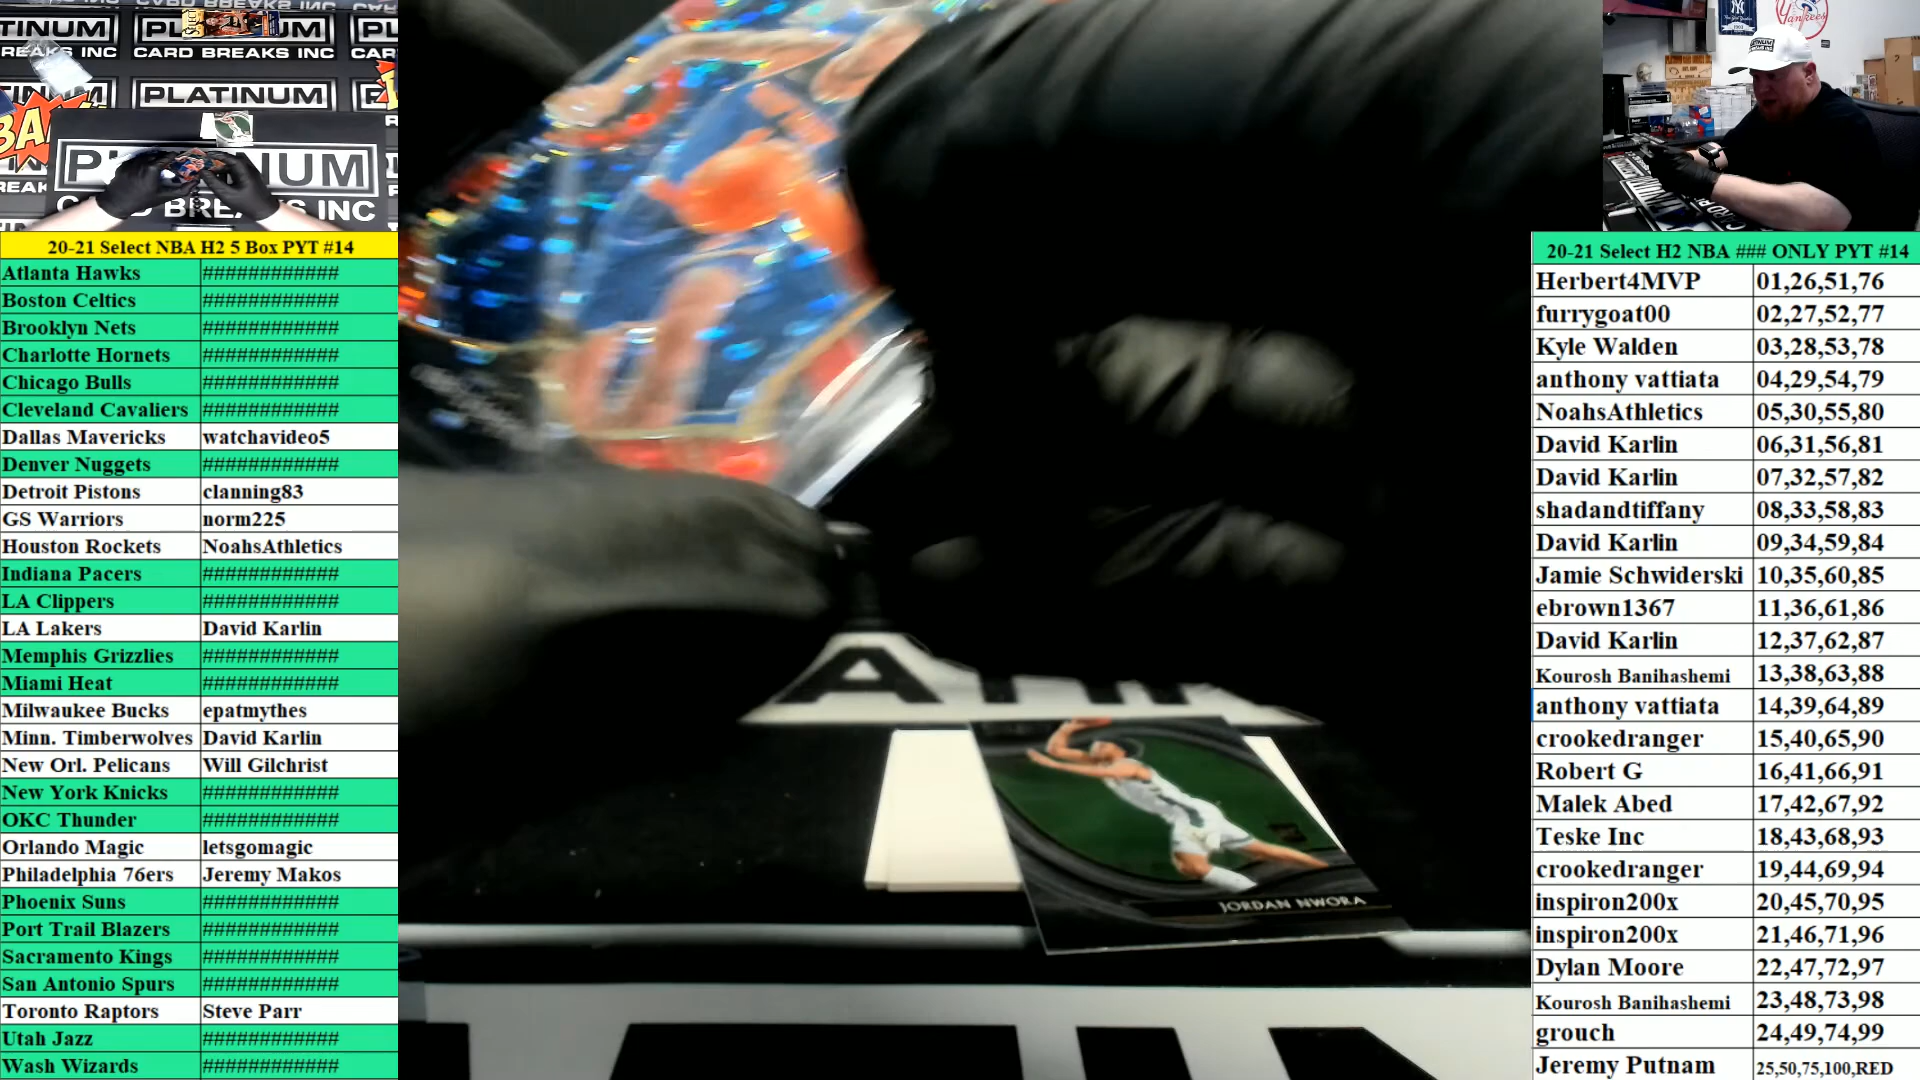 PLATINUM
CARD BREAKS INC
PLATINUM
PLATINUM
CARD BREAKS INC
Yankees
20-21 Select NBA H2 5 Box PYT #14
Atlanta Hawks ############
Boston Celtics ############
Brooklyn Nets ############
Charlotte Hornets ############
Chicago Bulls ############
Cleveland Cavaliers ############
Dallas Mavericks watchavideo5
Denver Nuggets ############
Detroit Pistons clanning83
GS Warriors norm225
Houston Rockets NoahsAthletics
Indiana Pacers ############
LA Clippers ############
LA Lakers David Karlin
Memphis Grizzlies ############
Miami Heat ############
Milwaukee Bucks epatmythes
Minn. Timberwolves David Karlin
New Orl. Pelicans Will Gilchrist
New York Knicks ############
OKC Thunder ############
Orlando Magic letsgomagic
Philadelphia 76ers Jeremy Makos
Phoenix Suns ############
Port Trail Blazers ############
Sacramento Kings ############
San Antonio Spurs ############
Toronto Raptors Steve Parr
Utah Jazz ############
Wash Wizards ############
JORDAN NWORA
20-21 Select H2 NBA ### ONLY PYT #14
Herbert4MVP 01,26,51,76
furrygoat00 02,27,52,77
Kyle Walden 03,28,53,78
anthony vattiata 04,29,54,79
NoahsAthletics 05,30,55,80
David Karlin 06,31,56,81
David Karlin 07,32,57,82
shadandtiffany 08,33,58,83
David Karlin 09,34,59,84
Jamie Schwiderski 10,35,60,85
ebrown1367 11,36,61,86
David Karlin 12,37,62,87
Kourosh Banihashemi 13,38,63,88
anthony vattiata 14,39,64,89
crookedranger 15,40,65,90
Robert G 16,41,66,91
Malek Abed 17,42,67,92
Teske Inc 18,43,68,93
crookedranger 19,44,69,94
inspiron200x 20,45,70,95
inspiron200x 21,46,71,96
Dylan Moore 22,47,72,97
Kourosh Banihashemi 23,48,73,98
grouch 24,49,74,99
Jeremy Putnam 25,50,75,100,RED